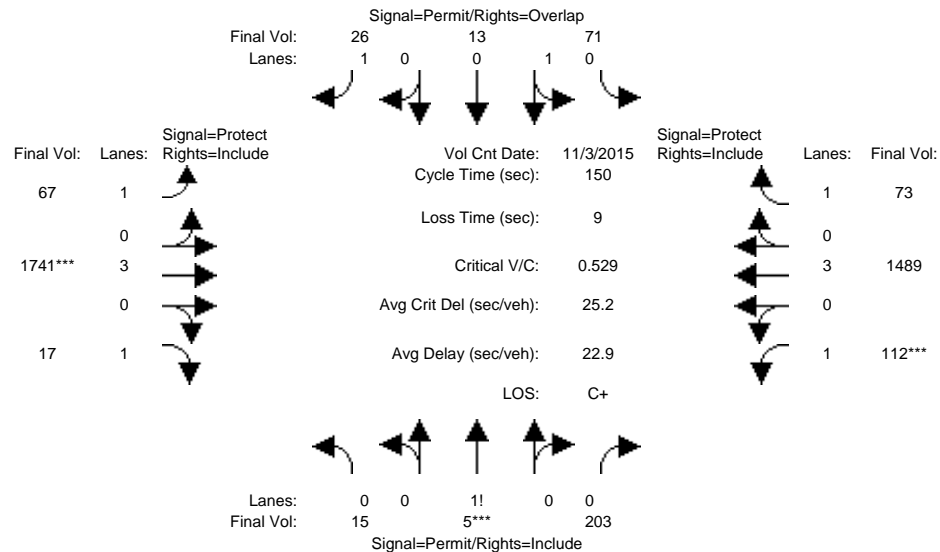 Signal=Permit/Rights=Overlap
Final Vol: 26 13 71
Lanes: 1 0 0 1 0
Signal=Protect Signal=Protect
Final Vol: Lanes: Rights=Include Vol Cnt Date: 11/3/2015 Rights=Include Lanes: Final Vol:
Cycle Time (sec): 150
67 1 1 73
Loss Time (sec): 9
0 0
1741*** 3 Critical V/C: 0.529 3 1489
0 Avg Crit Del (sec/veh): 25.2 0
17 1 Avg Delay (sec/veh): 22.9 1 112***
LOS: C+
Lanes: 0 0 1! 0 0
Final Vol: 15 5*** 203
Signal=Permit/Rights=Include